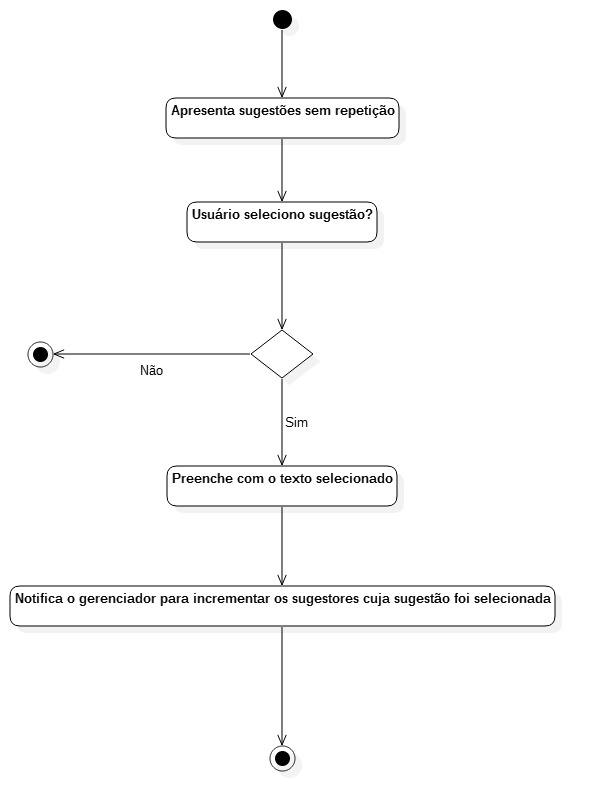 Apresenta sugestões sem repetição
Usuário seleciono sugestão?
Não
Sim
Preenche com o texto selecionado
Notifica o gerenciador para incrementar os sugestores cuja sugestão foi selecionada